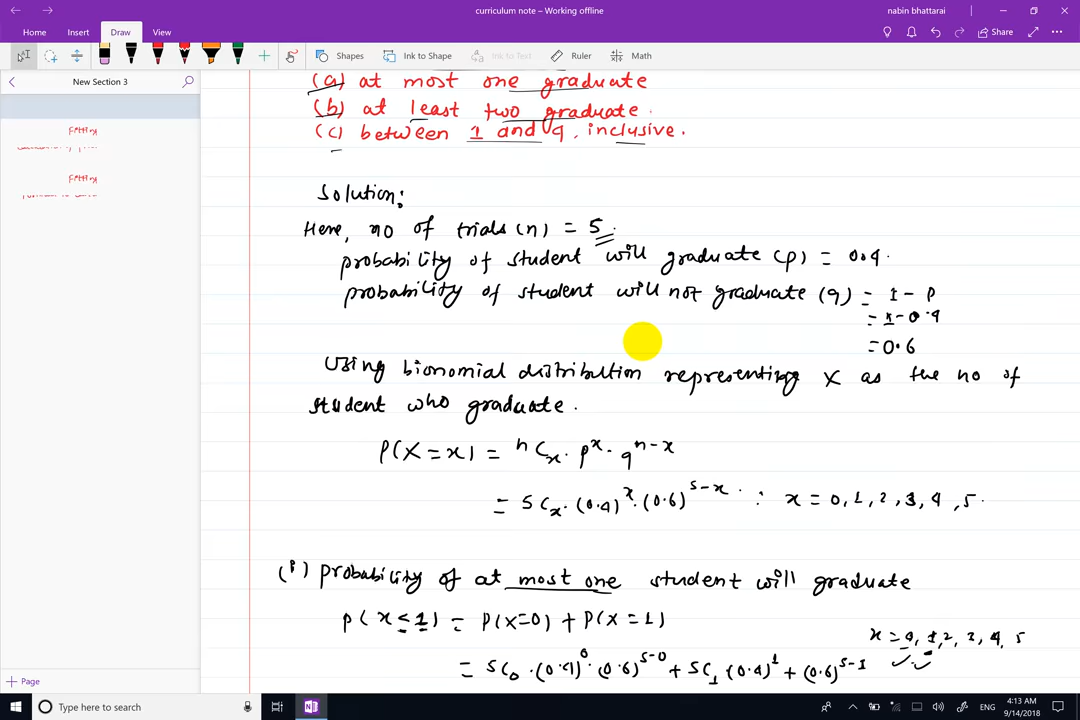 curriculum note – Working offline
nabin bhattarai
Home Insert Draw View
Share
Shapes Ink to Shape Ink to Text Ruler Math
New Section 3
(a) at most one graduate
(b) at least two graduate.
(c) between 1 and 4, inclusive.
Solution:
Here, no of trials (n) = 5.
probability of student will graduate (p) = 0.4.
probability of student will not graduate (q) = 1 - p
= 1 - 0.4
= 0.6
Using bionomial distribution representing X as the no of
student who graduate.
P(X = x) = ⁿCₓ . pˣ . qⁿ⁻ˣ
= 5Cₓ . (0.4)ˣ . (0.6)⁵⁻ˣ . ∵ x = 0, 1, 2, 3, 4, 5.
(i) probability of at most one student will graduate
P(x ≤ 1) = P(X=0) + P(X=1)
x = 0, 1, 2, 3, 4, 5
= 5C₀ . (0.4)⁰ . (0.6)⁵⁻⁰ + 5C₁ (0.4)¹ + (0.6)⁵⁻¹
+ Page
Type here to search
ENG
4:13 AM
9/14/2018